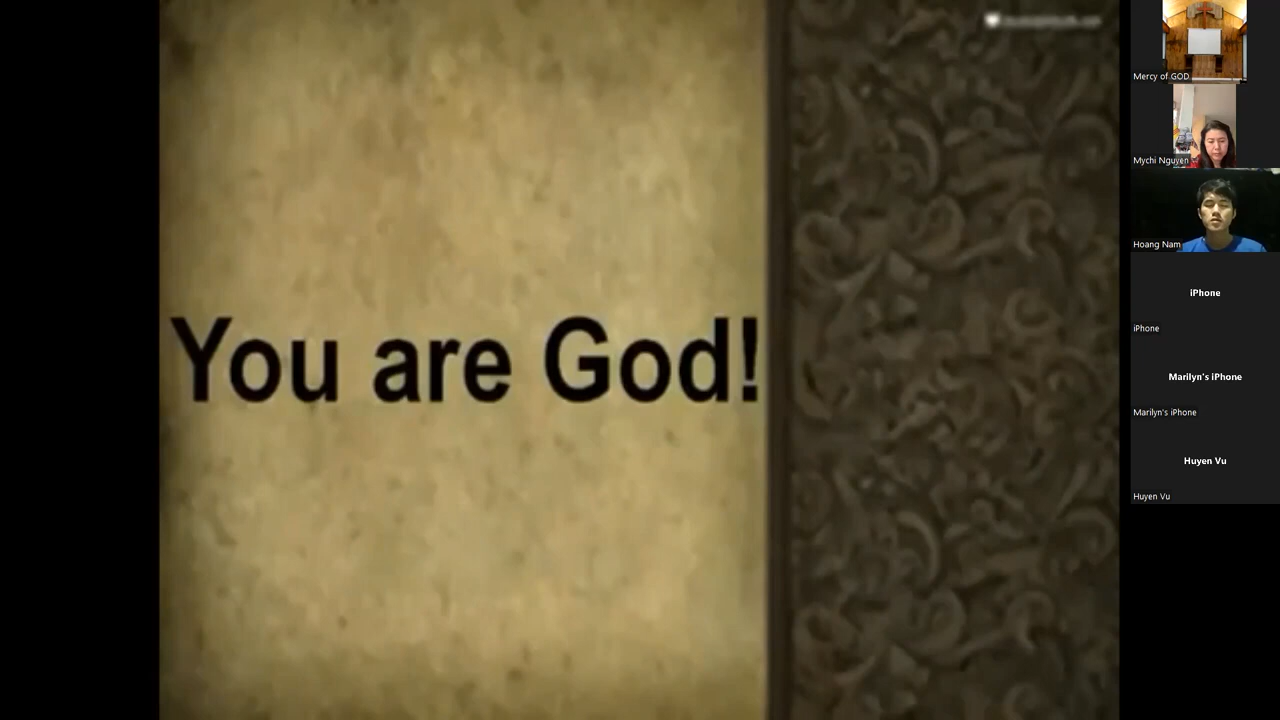 You are God!
Mercy of GOD
Mychi Nguyen
Hoang Nam
iPhone
iPhone
Marilyn's iPhone
Marilyn's iPhone
Huyen Vu
Huyen Vu